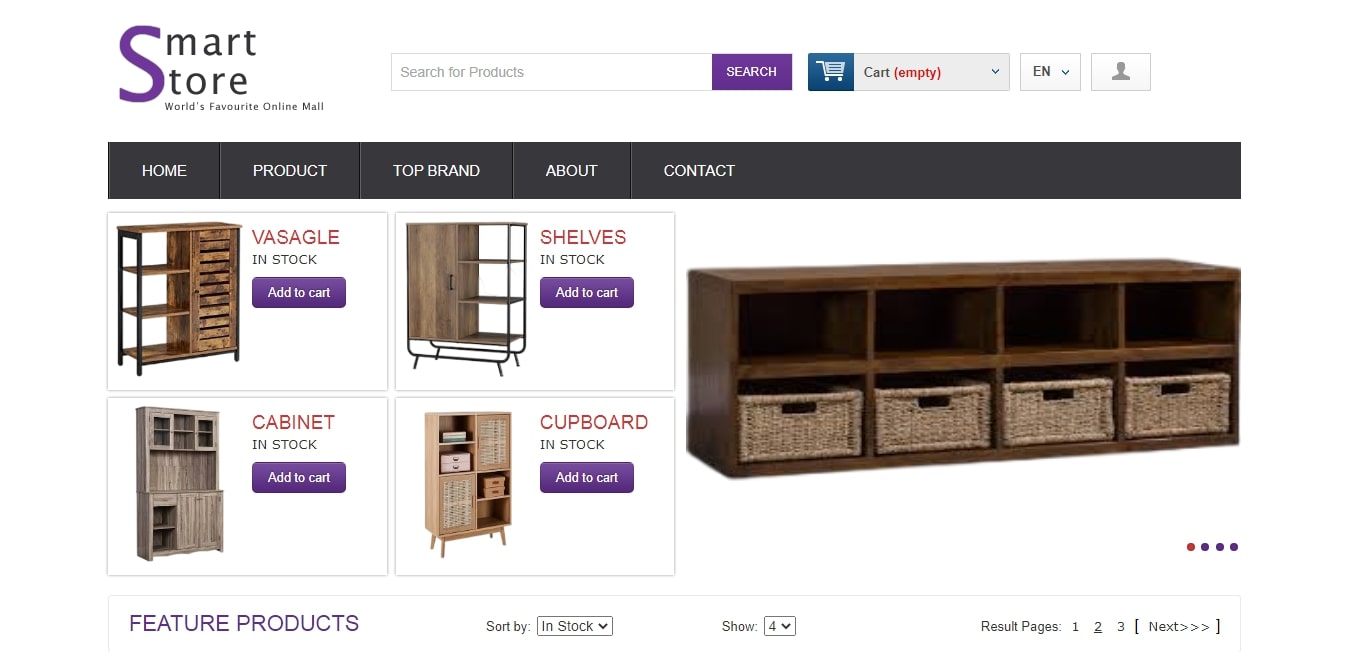 Smart
Store
World's Favourite Online Mall
Search for Products
SEARCH
Cart (empty)
EN
HOME
PRODUCT
TOP BRAND
ABOUT
CONTACT
VASAGLE
IN STOCK
Add to cart
SHELVES
IN STOCK
Add to cart
CABINET
IN STOCK
Add to cart
CUPBOARD
IN STOCK
Add to cart
FEATURE PRODUCTS
Sort by: In Stock
Show: 4
Result Pages: 1 2 3 [ Next>>> ]